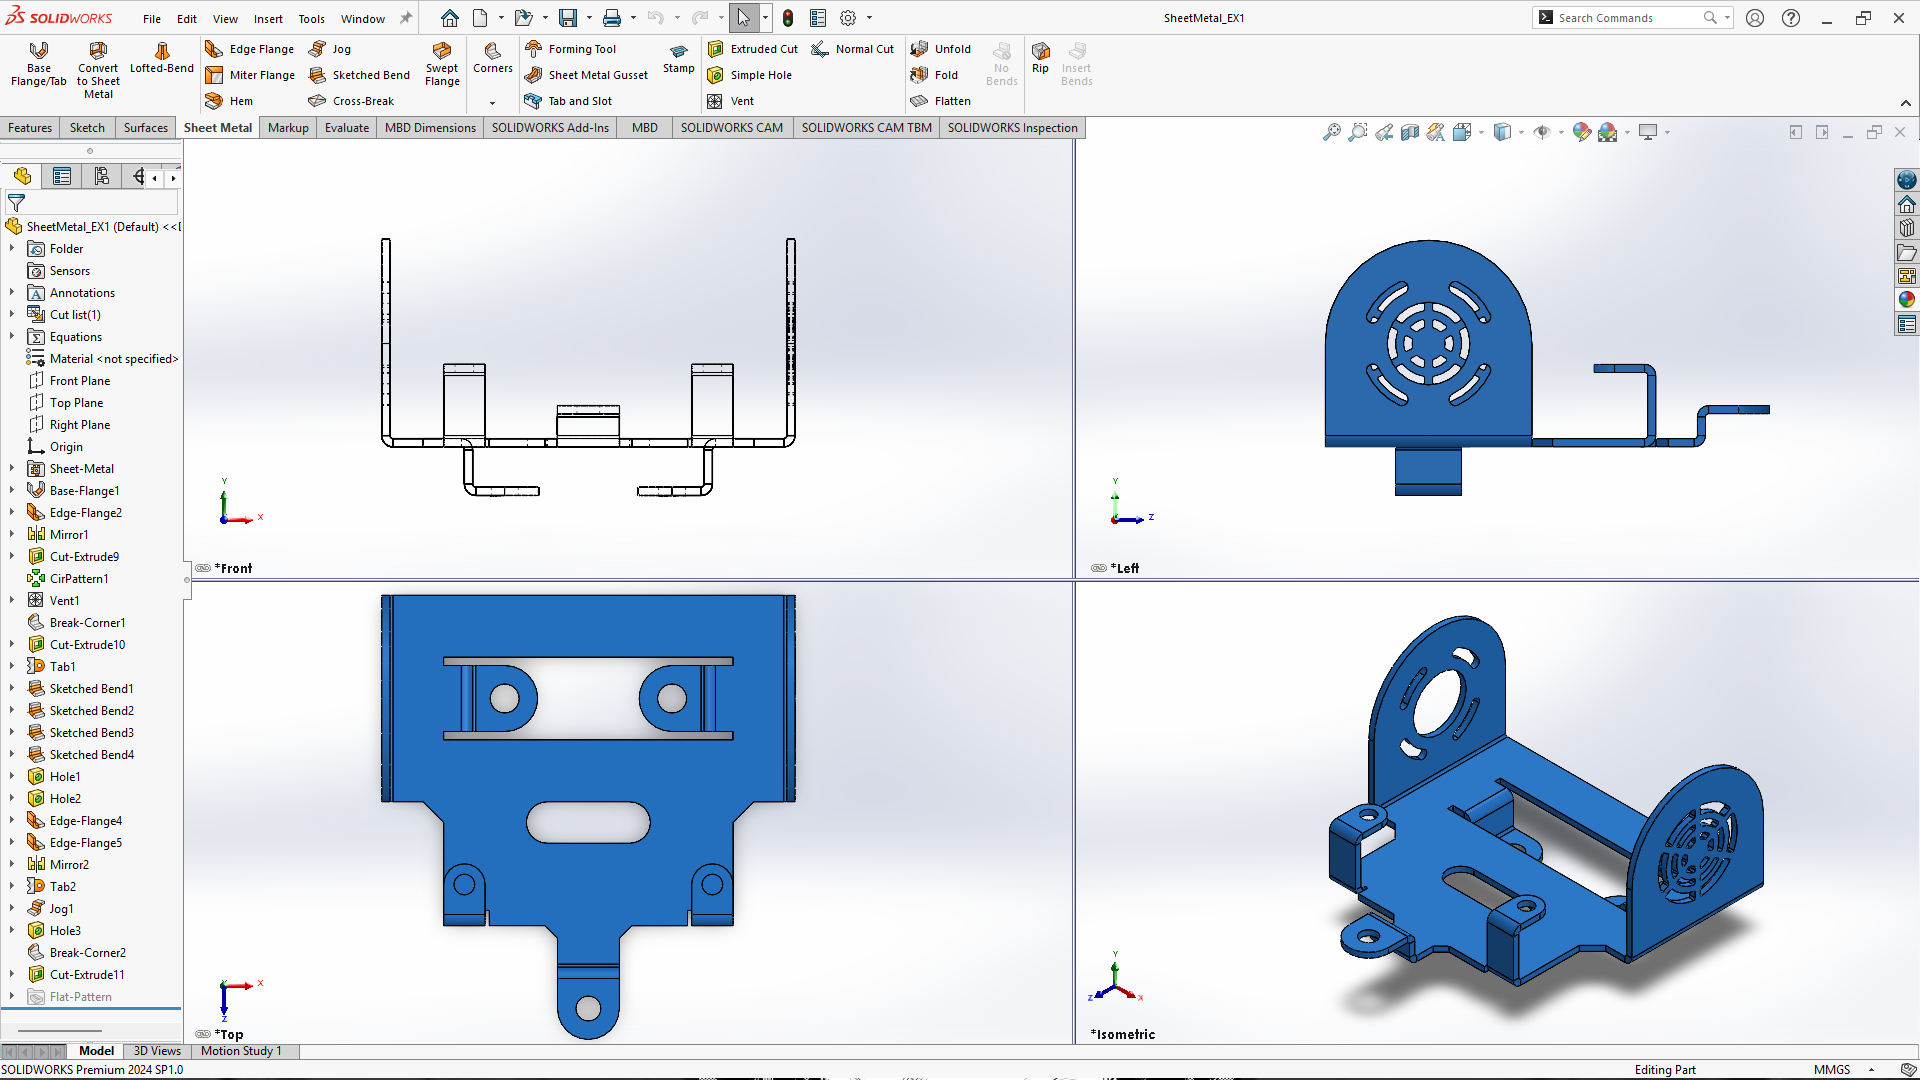 SOLIDWORKS File Edit View Insert Tools Window SheetMetal_EX1 Search Commands
Base Flange/Tab
Convert to Sheet Metal
Lofted-Bend
Edge Flange
Miter Flange
Hem
Jog
Sketched Bend
Cross-Break
Swept Flange
Corners
Forming Tool
Sheet Metal Gusset
Tab and Slot
Stamp
Extruded Cut
Simple Hole
Vent
Normal Cut
Unfold
Fold
Flatten
No Bends
Rip
Insert Bends
Features Sketch Surfaces Sheet Metal Markup Evaluate MBD Dimensions SOLIDWORKS Add-Ins MBD SOLIDWORKS CAM SOLIDWORKS CAM TBM SOLIDWORKS Inspection
SheetMetal_EX1 (Default) <<
Folder
Sensors
Annotations
Cut list(1)
Equations
Material <not specified>
Front Plane
Top Plane
Right Plane
Origin
Sheet-Metal
Base-Flange1
Edge-Flange2
Mirror1
Cut-Extrude9
CirPattern1
Vent1
Break-Corner1
Cut-Extrude10
Tab1
Sketched Bend1
Sketched Bend2
Sketched Bend3
Sketched Bend4
Hole1
Hole2
Edge-Flange4
Edge-Flange5
Mirror2
Tab2
Jog1
Hole3
Break-Corner2
Cut-Extrude11
Flat-Pattern
Y
X
*Front
Y
Z
*Left
X
Z
*Top
Y
Z
X
*Isometric
Model 3D Views Motion Study 1
SOLIDWORKS Premium 2024 SP1.0 Editing Part MMGS